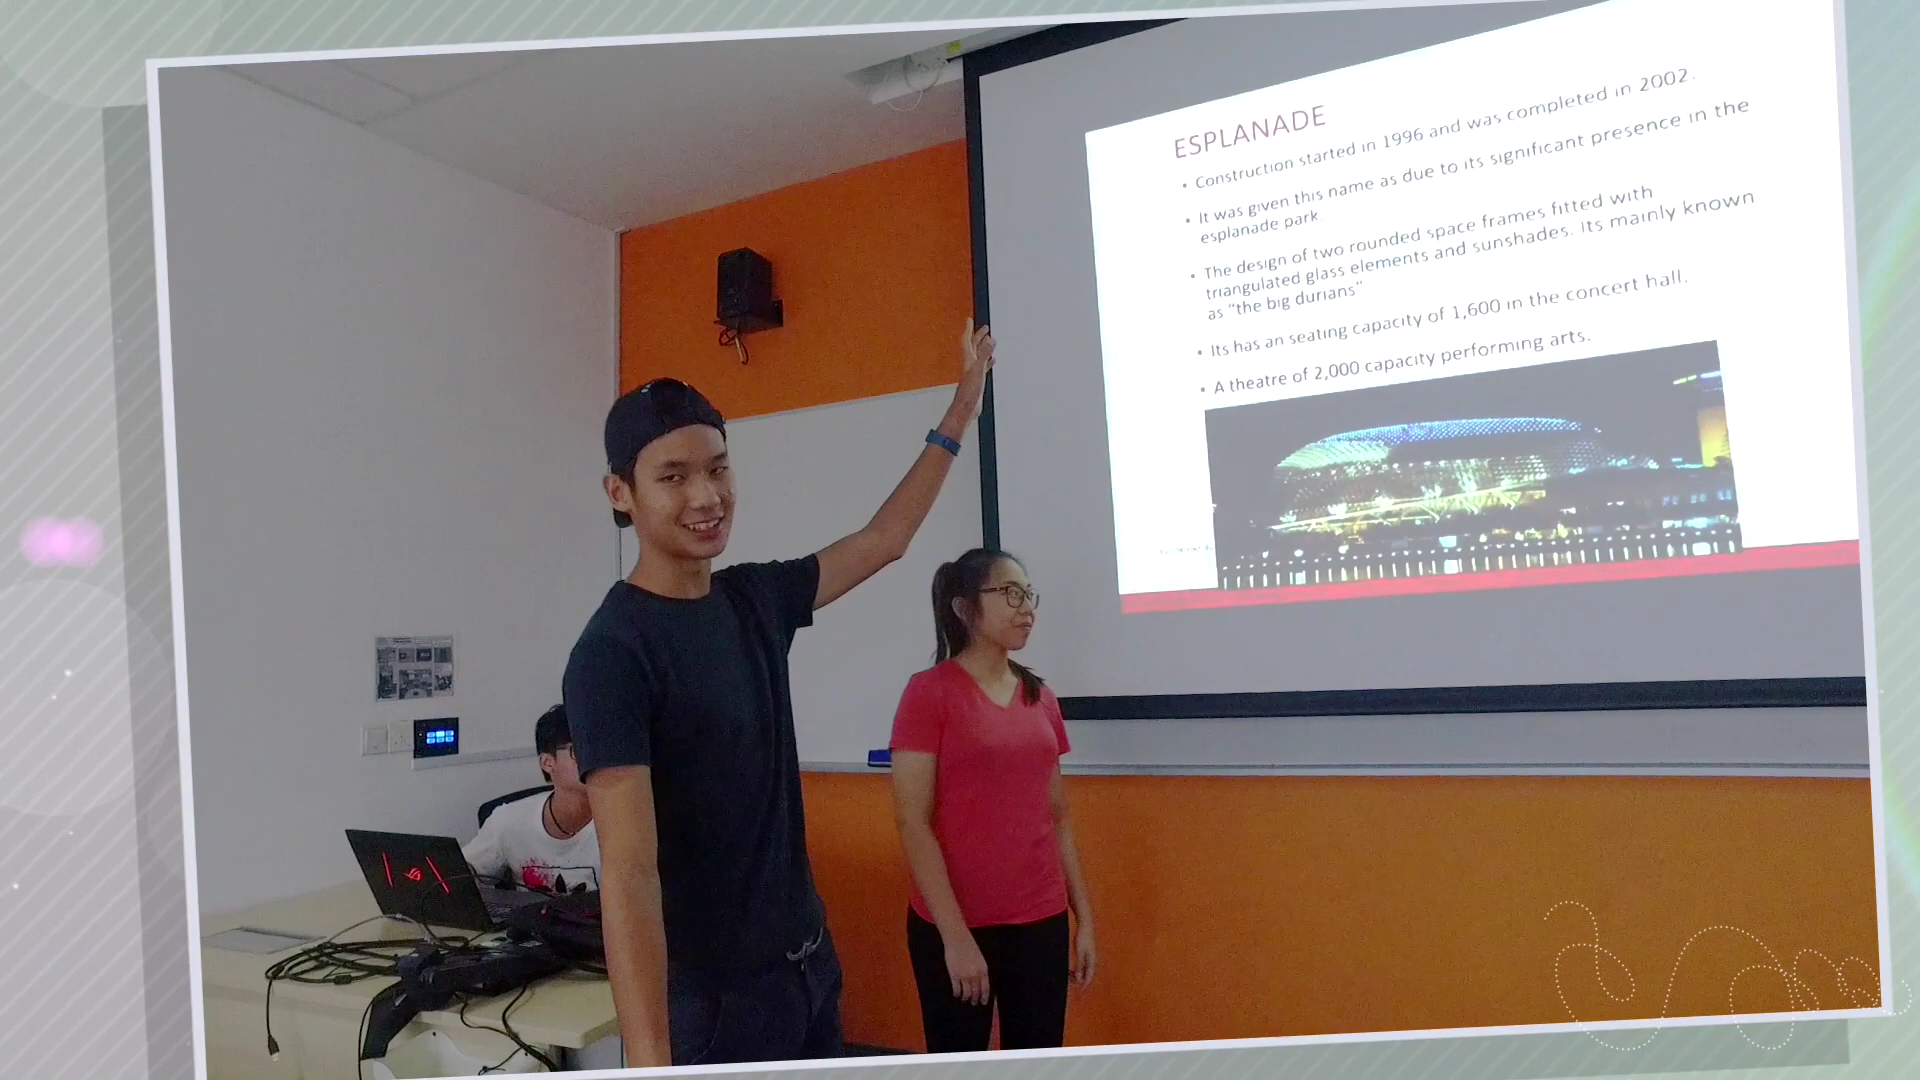 ESPLANADE
• Construction started in 1996 and was completed in 2002.
• It was given this name as due to its significant presence in the
esplanade park.
• The design of two rounded space frames fitted with
triangulated glass elements and sunshades. Its mainly known
as "the big durians"
• Its has an seating capacity of 1,600 in the concert hall.
• A theatre of 2,000 capacity performing arts.